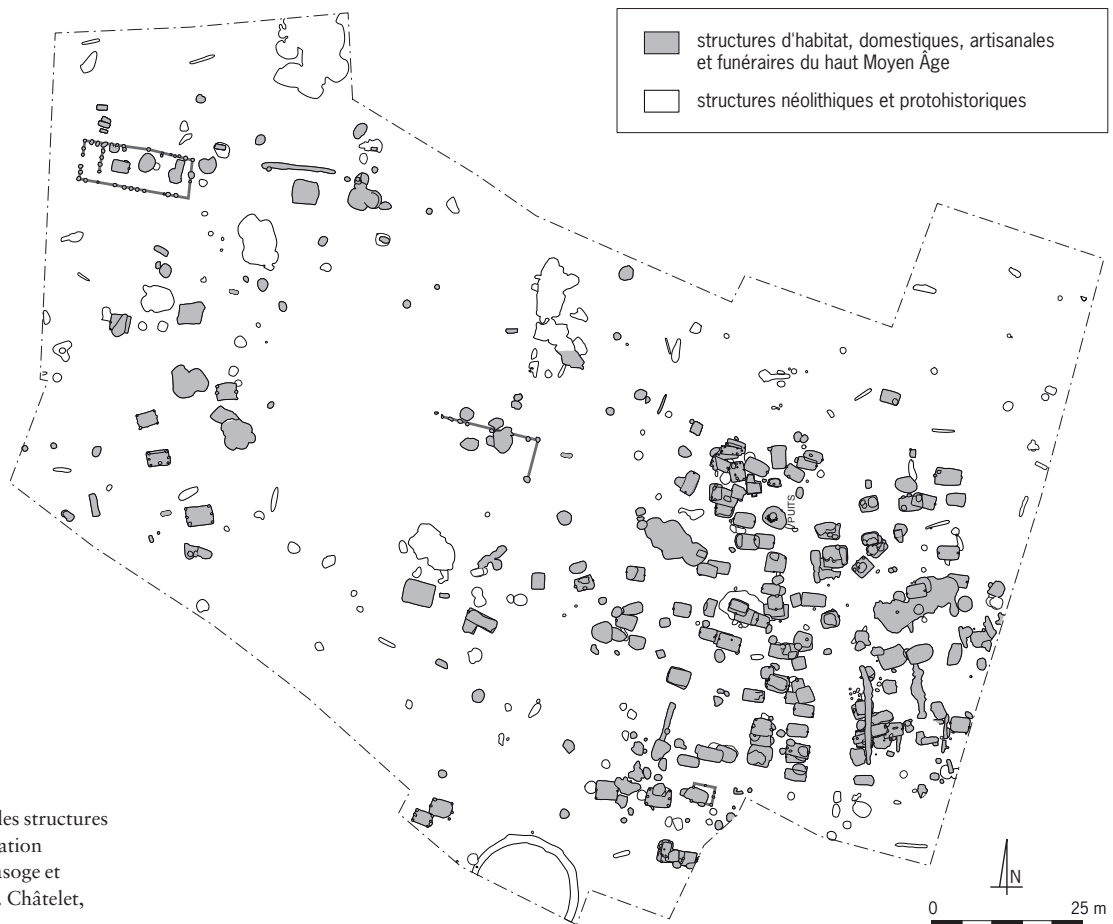 structures d'habitat, domestiques, artisanales
et funéraires du haut Moyen Âge
structures néolithiques et protohistoriques
PUITS
les structures
ation
soge et
. Châtelet,
N
0
25 m